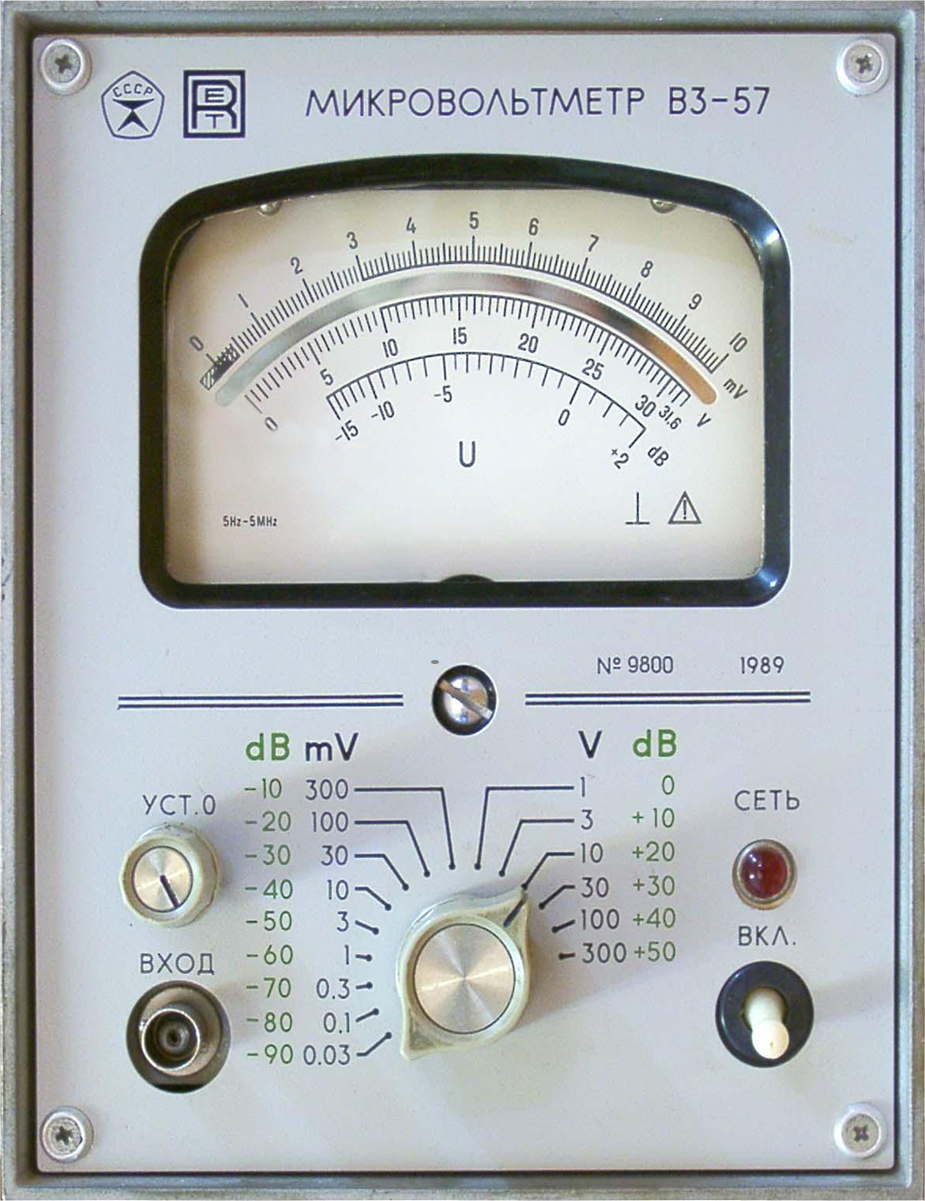 СССР
RET
МИКРОВОЛЬТМЕТР В3-57
0 1 2 3 4 5 6 7 8 9 10
mV
0 5 10 15 20 25 30 31.6
V
-15 -10 -5 0 +2
dB
U
5Hz-5MHz
№ 9800 1989
dB mV V dB
-10 300 1 0
-20 100 3 +10
-30 30 10 +20
-40 10 30 +30
-50 3 100 +40
-60 1 300 +50
-70 0.3
-80 0.1
-90 0.03
УСТ.0
ВХОД
СЕТЬ
ВКЛ.